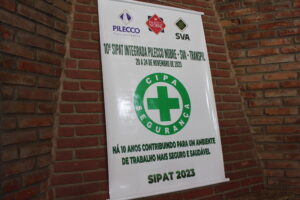 PILECCO
SVA
10ª SIPAT INTEGRADA PILECCO NOBRE - SVA - TRANSPIL
20 A 24 DE NOVEMBRO DE 2023
CIPA
SEGURANÇA
HÁ 10 ANOS CONTRIBUINDO PARA UM AMBIENTE
DE TRABALHO MAIS SEGURO E SAUDÁVEL
SIPAT 2023